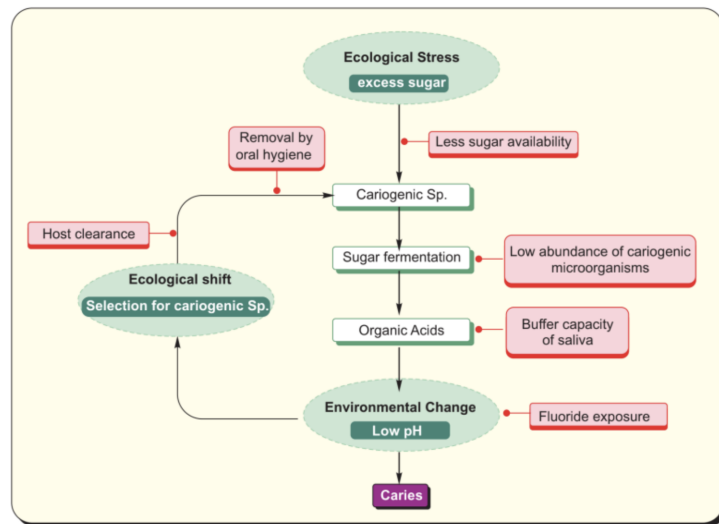 Ecological Stress
excess sugar
Removal by
oral hygiene
Less sugar availability
Cariogenic Sp.
Host clearance
Sugar fermentation
Low abundance of cariogenic
microorganisms
Ecological shift
Selection for cariogenic Sp.
Organic Acids
Buffer capacity
of saliva
Environmental Change
Low pH
Fluoride exposure
Caries